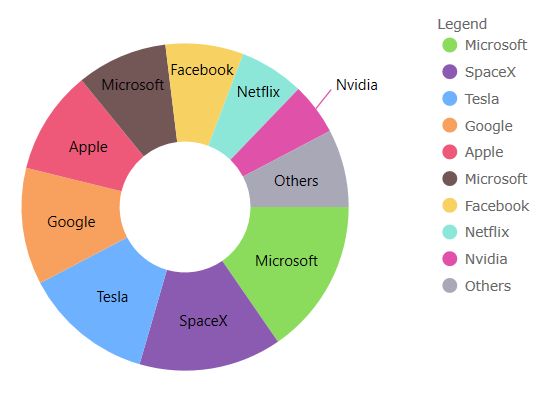 Legend
Microsoft
SpaceX
Tesla
Google
Apple
Microsoft
Facebook
Netflix
Nvidia
Others
Facebook
Microsoft
Netflix
Nvidia
Apple
Others
Google
Microsoft
Tesla
SpaceX